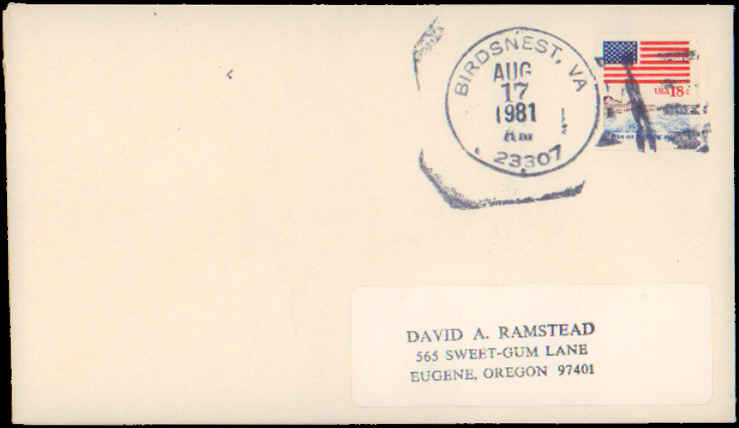 BIRDSNEST, VA
AUG
17
1981
23307
USA 18c
DAVID A. RAMSTEAD
565 SWEET-GUM LANE
EUGENE, OREGON 97401